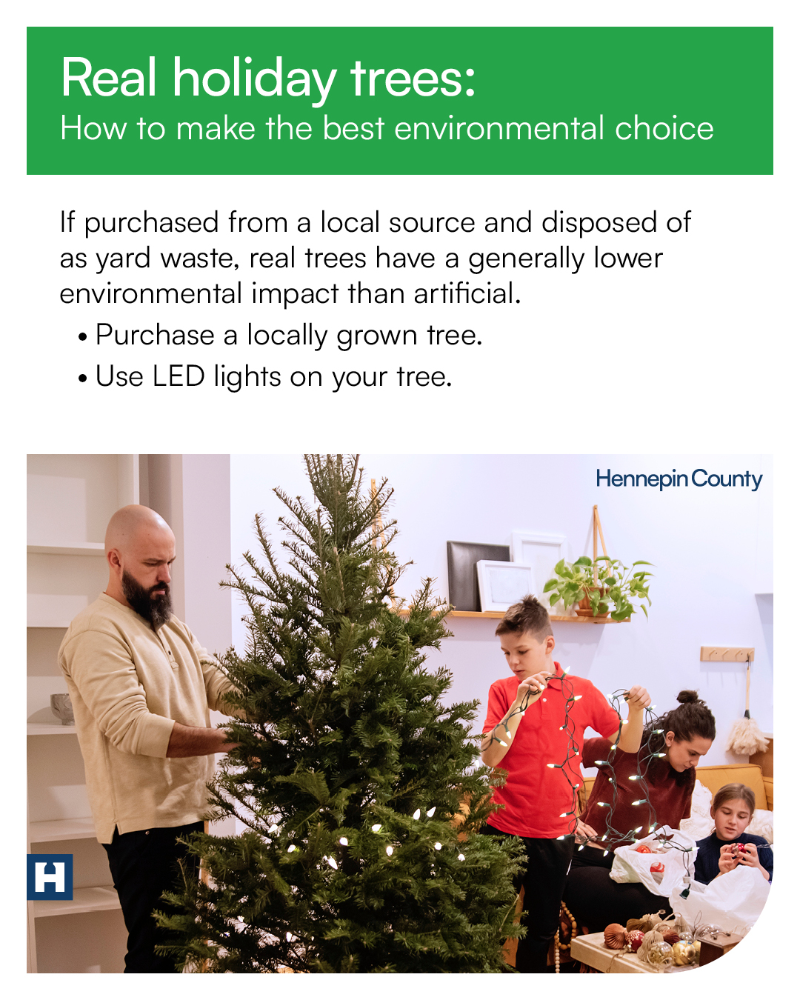 Real holiday trees:
How to make the best environmental choice
If purchased from a local source and disposed of
as yard waste, real trees have a generally lower
environmental impact than artificial.
• Purchase a locally grown tree.
• Use LED lights on your tree.
Hennepin County
H